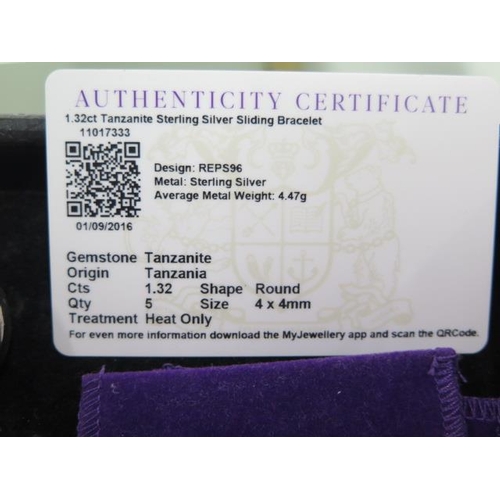 AUTHENTICITY CERTIFICATE
1.32ct Tanzanite Sterling Silver Sliding Bracelet
11017333
Design: REPS96
Metal: Sterling Silver
Average Metal Weight: 4.47g
01/09/2016
Gemstone Tanzanite
Origin Tanzania
Cts 1.32 Shape Round
Qty 5 Size 4 x 4mm
Treatment Heat Only
For even more information download the MyJewellery app and scan the QRCode.